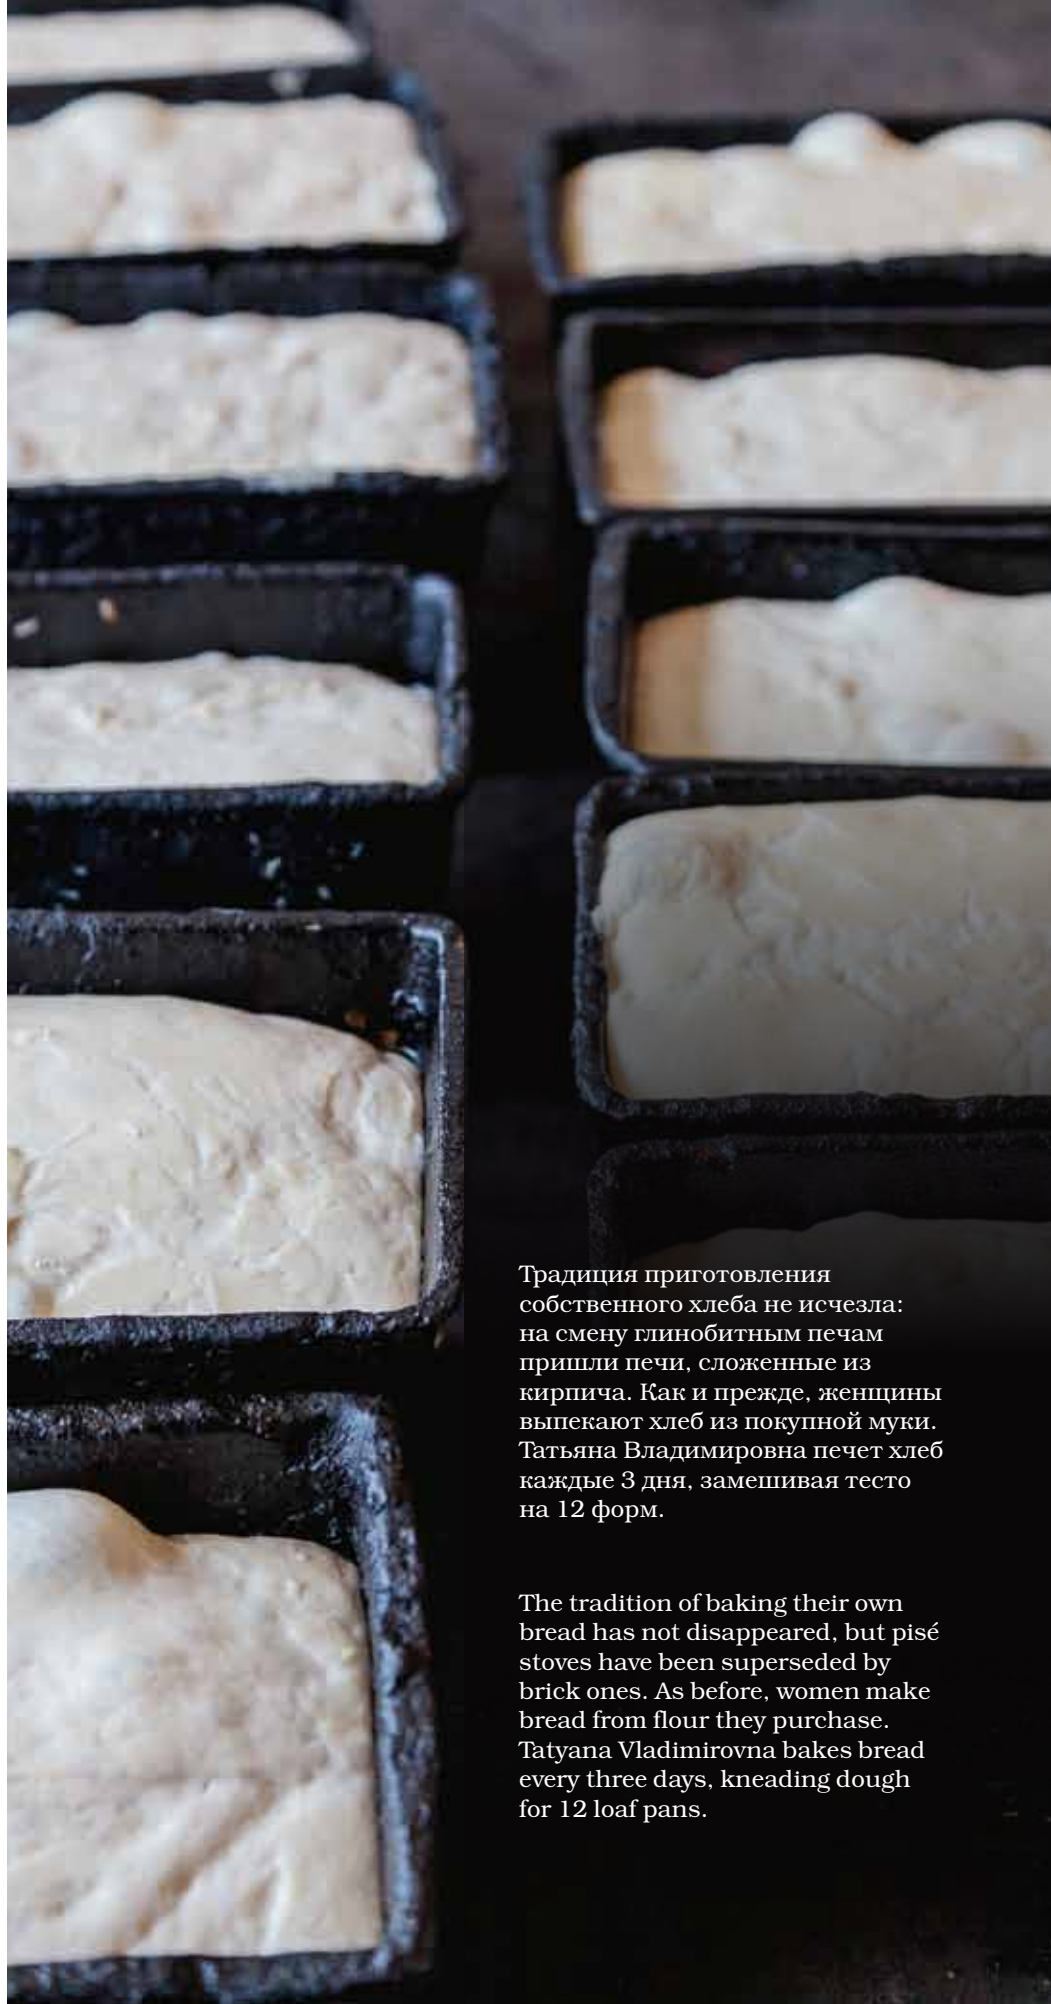 Традиция приготовления
собственного хлеба не исчезла:
на смену глинобитным печам
пришли печи, сложенные из
кирпича. Как и прежде, женщины
выпекают хлеб из покупной муки.
Татьяна Владимировна печет хлеб
каждые 3 дня, замешивая тесто
на 12 форм.
The tradition of baking their own
bread has not disappeared, but pisé
stoves have been superseded by
brick ones. As before, women make
bread from flour they purchase.
Tatyana Vladimirovna bakes bread
every three days, kneading dough
for 12 loaf pans.